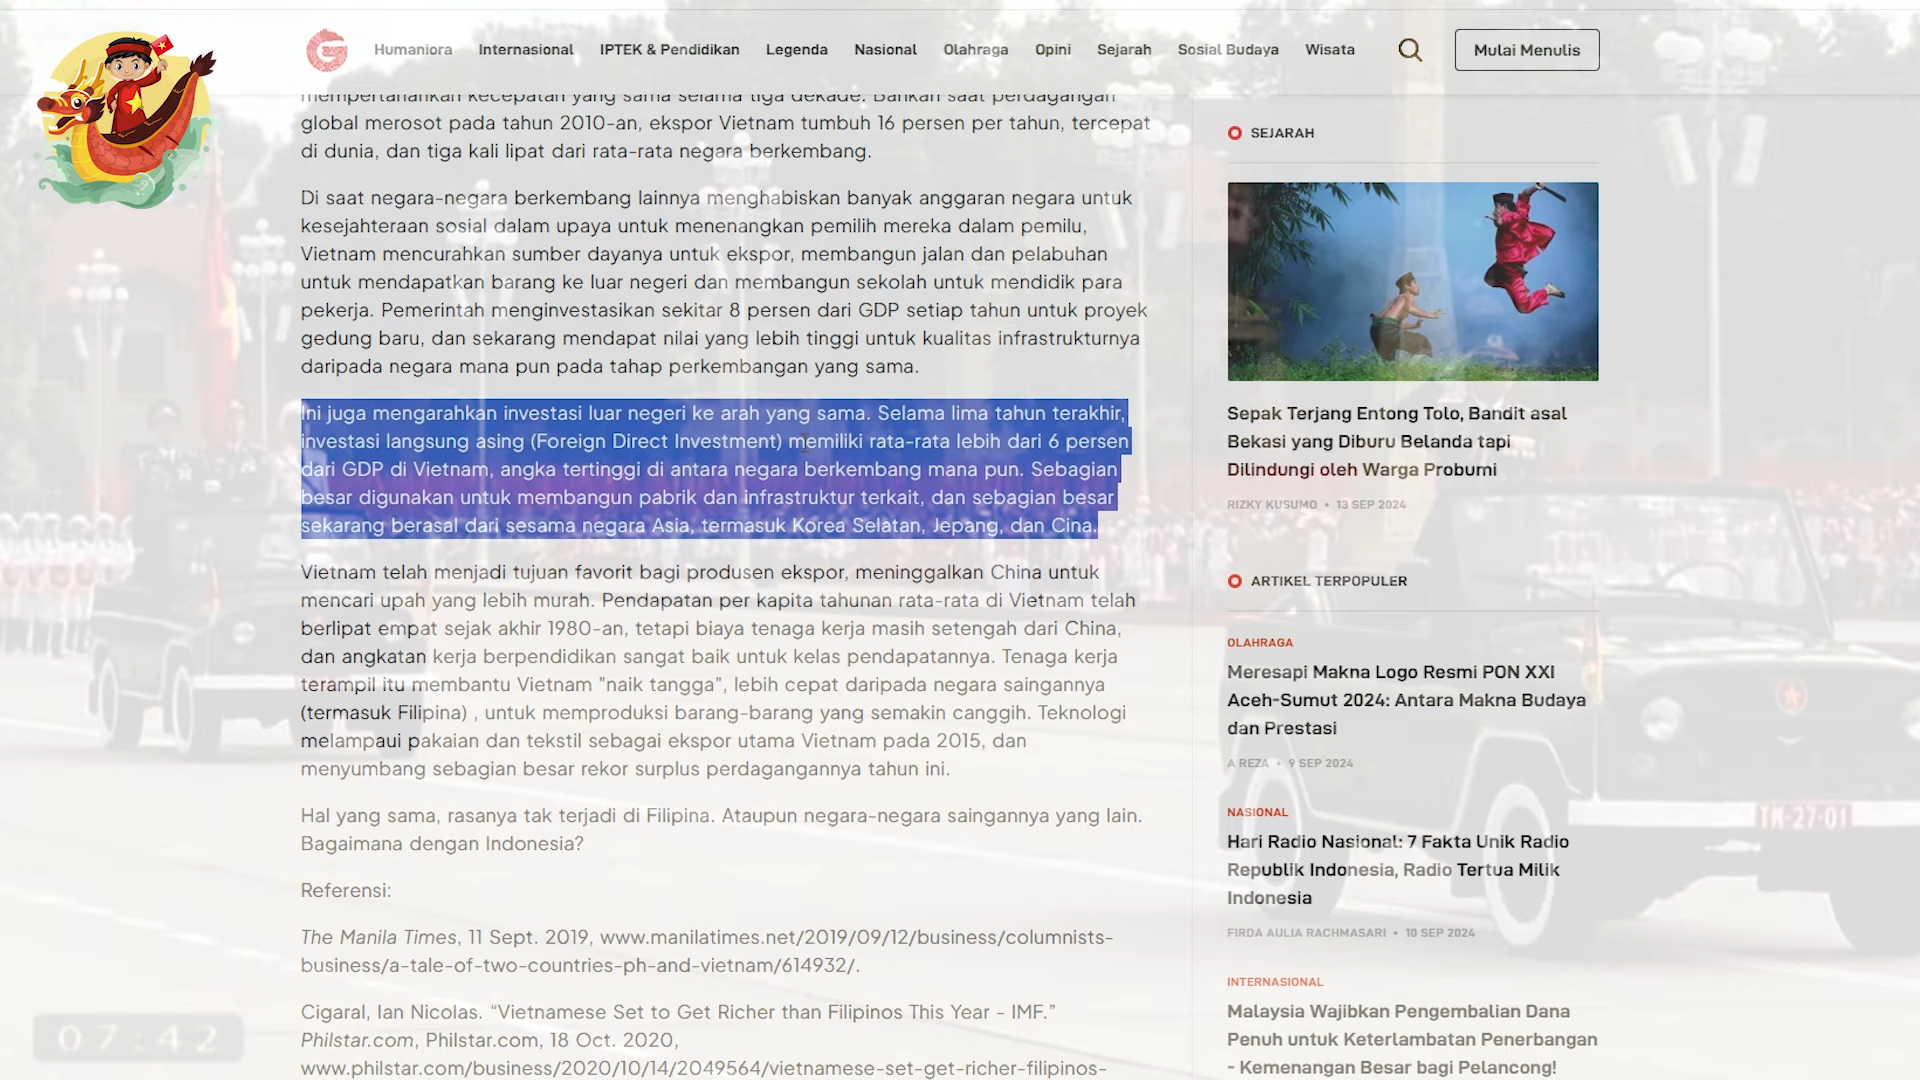 Humaniora Internasional IPTEK & Pendidikan Legenda Nasional Olahraga Opini Sejarah Sosial Budaya Wisata Mulai Menulis
mempertahankan kecepatan yang sama selama tiga dekade. Bahkan saat perdagangan
global merosot pada tahun 2010-an, ekspor Vietnam tumbuh 16 persen per tahun, tercepat
di dunia, dan tiga kali lipat dari rata-rata negara berkembang.
Di saat negara-negara berkembang lainnya menghabiskan banyak anggaran negara untuk
kesejahteraan sosial dalam upaya untuk menenangkan pemilih mereka dalam pemilu,
Vietnam mencurahkan sumber dayanya untuk ekspor, membangun jalan dan pelabuhan
untuk mendapatkan barang ke luar negeri dan membangun sekolah untuk mendidik para
pekerja. Pemerintah menginvestasikan sekitar 8 persen dari GDP setiap tahun untuk proyek
gedung baru, dan sekarang mendapat nilai yang lebih tinggi untuk kualitas infrastrukturnya
daripada negara mana pun pada tahap perkembangan yang sama.
Ini juga mengarahkan investasi luar negeri ke arah yang sama. Selama lima tahun terakhir,
investasi langsung asing (Foreign Direct Investment) memiliki rata-rata lebih dari 6 persen
dari GDP di Vietnam, angka tertinggi di antara negara berkembang mana pun. Sebagian
besar digunakan untuk membangun pabrik dan infrastruktur terkait, dan sebagian besar
sekarang berasal dari sesama negara Asia, termasuk Korea Selatan, Jepang, dan Cina.
Vietnam telah menjadi tujuan favorit bagi produsen ekspor, meninggalkan China untuk
mencari upah yang lebih murah. Pendapatan per kapita tahunan rata-rata di Vietnam telah
berlipat empat sejak akhir 1980-an, tetapi biaya tenaga kerja masih setengah dari China,
dan angkatan kerja berpendidikan sangat baik untuk kelas pendapatannya. Tenaga kerja
terampil itu membantu Vietnam "naik tangga", lebih cepat daripada negara saingannya
(termasuk Filipina) , untuk memproduksi barang-barang yang semakin canggih. Teknologi
melampaui pakaian dan tekstil sebagai ekspor utama Vietnam pada 2015, dan
menyumbang sebagian besar rekor surplus perdagangannya tahun ini.
Hal yang sama, rasanya tak terjadi di Filipina. Ataupun negara-negara saingannya yang lain.
Bagaimana dengan Indonesia?
Referensi:
The Manila Times, 11 Sept. 2019, www.manilatimes.net/2019/09/12/business/columnists-
business/a-tale-of-two-countries-ph-and-vietnam/614932/.
Cigaral, Ian Nicolas. “Vietnamese Set to Get Richer than Filipinos This Year - IMF.”
Philstar.com, Philstar.com, 18 Oct. 2020,
www.philstar.com/business/2020/10/14/2049564/vietnamese-set-get-richer-filipinos-
SEJARAH
Sepak Terjang Entong Tolo, Bandit asal
Bekasi yang Diburu Belanda tapi
Dilindungi oleh Warga Probumi
RIZKY KUSUMO • 13 SEP 2024
ARTIKEL TERPOPULER
OLAHRAGA
Meresapi Makna Logo Resmi PON XXI
Aceh-Sumut 2024: Antara Makna Budaya
dan Prestasi
A REZA • 9 SEP 2024
NASIONAL
Hari Radio Nasional: 7 Fakta Unik Radio
Republik Indonesia, Radio Tertua Milik
Indonesia
FIRDA AULIA RACHMASARI • 10 SEP 2024
INTERNASIONAL
Malaysia Wajibkan Pengembalian Dana
Penuh untuk Keterlambatan Penerbangan
- Kemenangan Besar bagi Pelancong!
TM-27-01
07:42